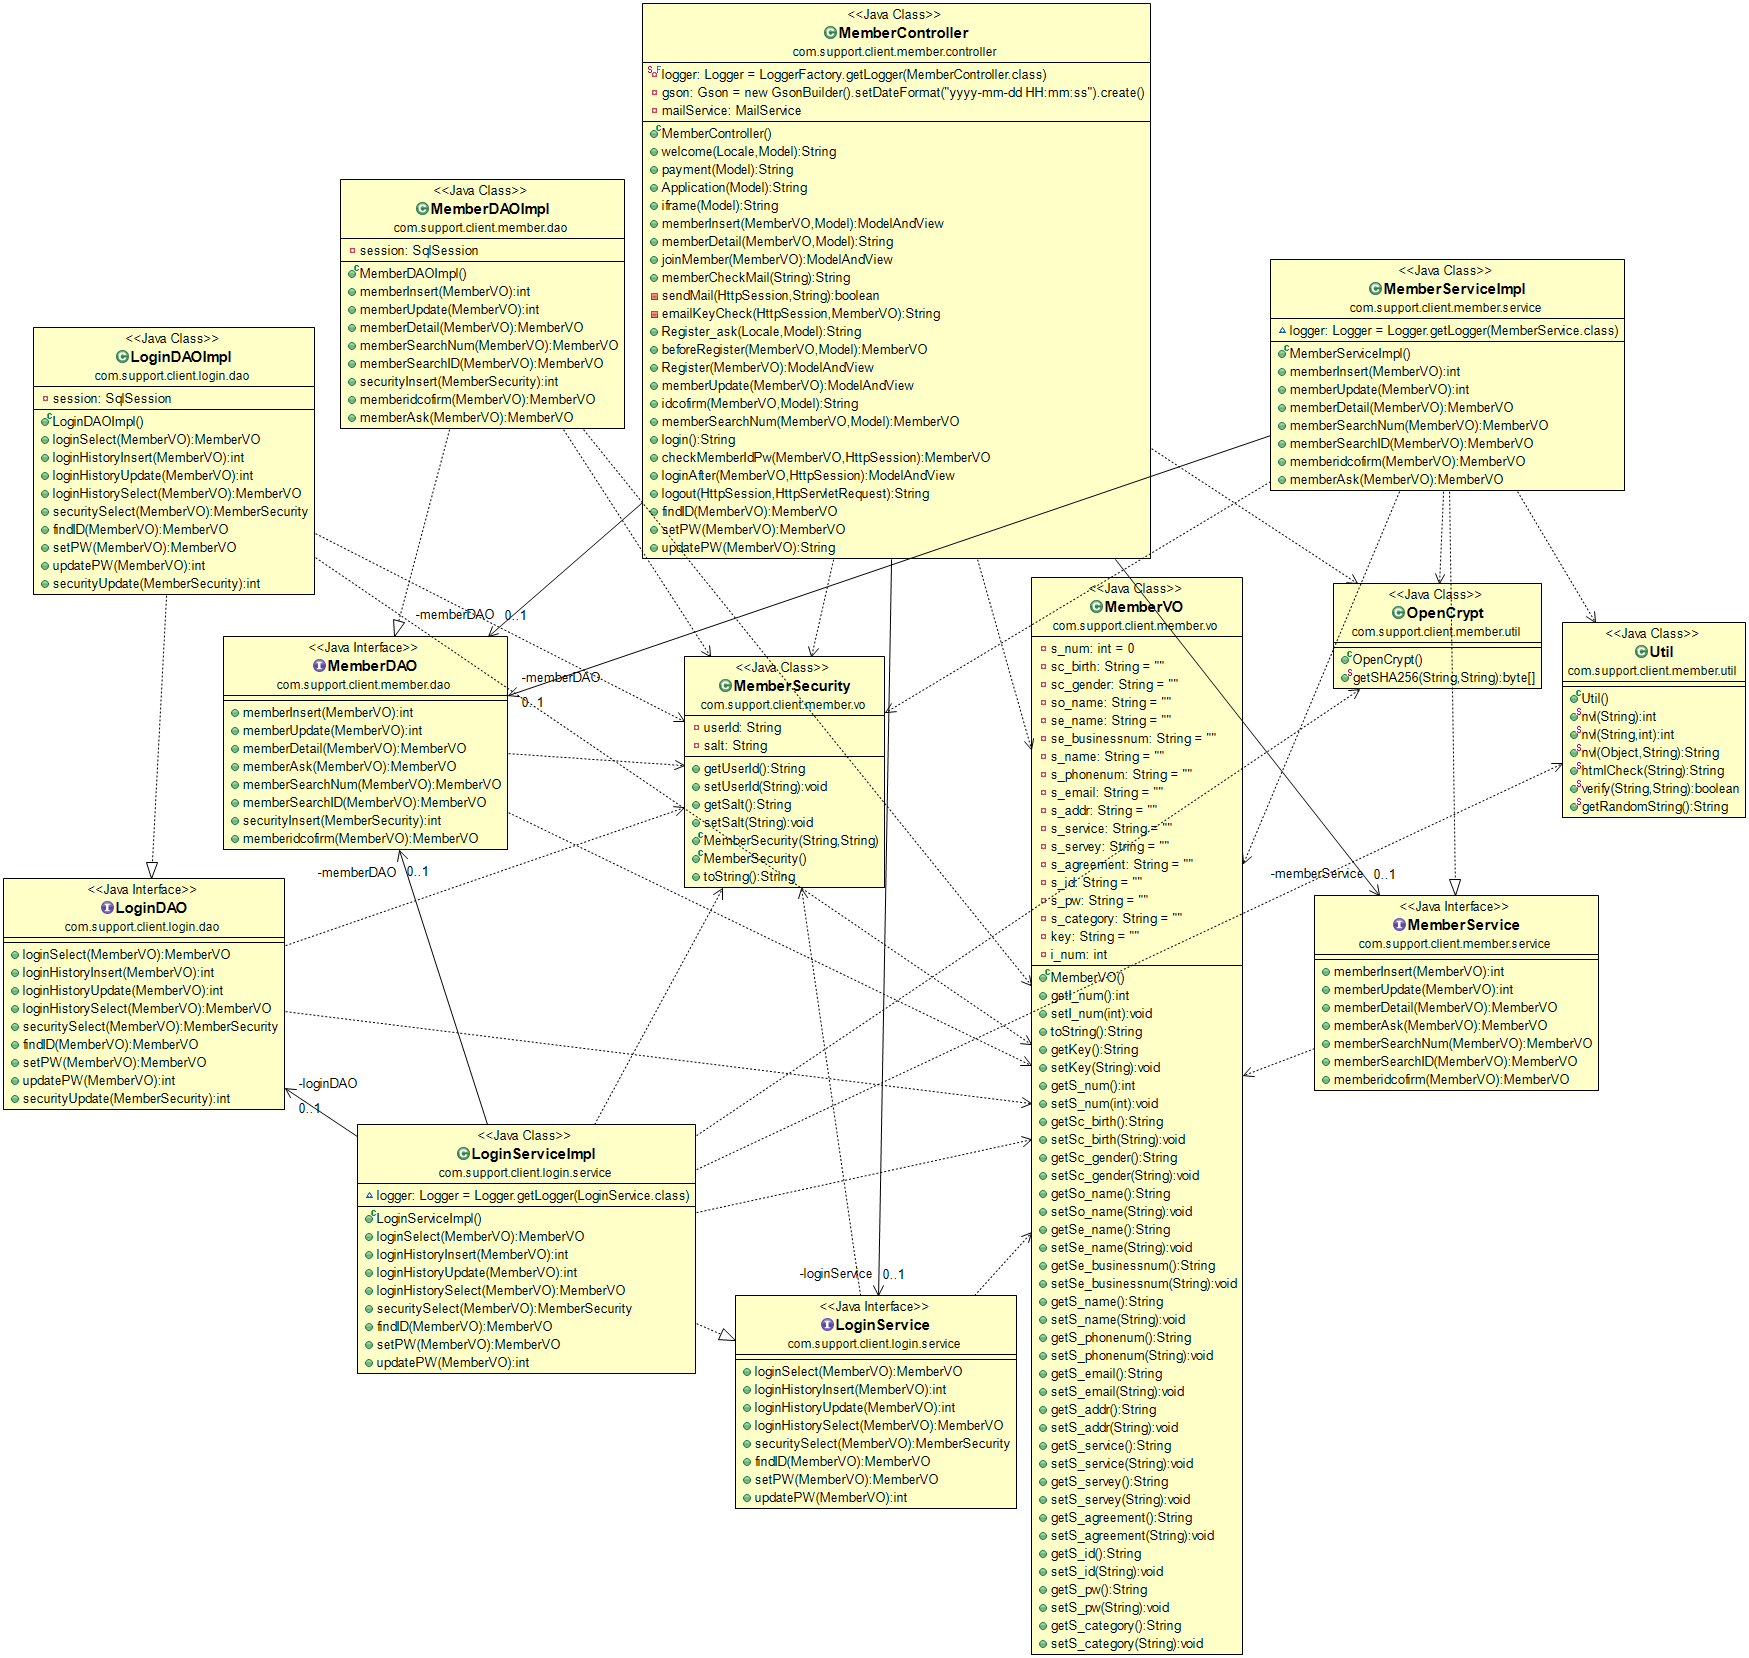 <<Java Class>>
MemberController
com.support.client.member.controller
logger: Logger = LoggerFactory.getLogger(MemberController.class)
gson: Gson = new GsonBuilder().setDateFormat("yyyy-mm-dd HH:mm:ss").create()
mailService: MailService
MemberController()
welcome(Locale,Model):String
payment(Model):String
Application(Model):String
iframe(Model):String
memberInsert(MemberVO,Model):ModelAndView
memberDetail(MemberVO,Model):String
joinMember(MemberVO):ModelAndView
memberCheckMail(String):String
sendMail(HttpSession,String):boolean
emailKeyCheck(HttpSession,MemberVO):String
Register_ask(Locale,Model):String
beforeRegister(MemberVO,Model):MemberVO
Register(MemberVO):ModelAndView
memberUpdate(MemberVO):ModelAndView
idcofirm(MemberVO,Model):String
memberSearchNum(MemberVO,Model):MemberVO
login():String
checkMemberIdPw(MemberVO,HttpSession):MemberVO
loginAfter(MemberVO,HttpSession):ModelAndView
logout(HttpSession,HttpServletRequest):String
findID(MemberVO):MemberVO
setPW(MemberVO):MemberVO
updatePW(MemberVO):String
<<Java Class>>
MemberDAOImpl
com.support.client.member.dao
session: SqlSession
MemberDAOImpl()
memberInsert(MemberVO):int
memberUpdate(MemberVO):int
memberDetail(MemberVO):MemberVO
memberSearchNum(MemberVO):MemberVO
memberSearchID(MemberVO):MemberVO
securityInsert(MemberSecurity):int
memberidcofirm(MemberVO):MemberVO
memberAsk(MemberVO):MemberVO
<<Java Class>>
MemberServiceImpl
com.support.client.member.service
logger: Logger = Logger.getLogger(MemberService.class)
MemberServiceImpl()
memberInsert(MemberVO):int
memberUpdate(MemberVO):int
memberDetail(MemberVO):MemberVO
memberSearchNum(MemberVO):MemberVO
memberSearchID(MemberVO):MemberVO
memberidcofirm(MemberVO):MemberVO
memberAsk(MemberVO):MemberVO
<<Java Class>>
LoginDAOImpl
com.support.client.login.dao
session: SqlSession
LoginDAOImpl()
loginSelect(MemberVO):MemberVO
loginHistoryInsert(MemberVO):int
loginHistoryUpdate(MemberVO):int
loginHistorySelect(MemberVO):MemberVO
securitySelect(MemberVO):MemberSecurity
findID(MemberVO):MemberVO
setPW(MemberVO):MemberVO
updatePW(MemberVO):int
securityUpdate(MemberSecurity):int
-memberDAO 0..1
-memberDAO
0..1
<<Java Interface>>
MemberDAO
com.support.client.member.dao
memberInsert(MemberVO):int
memberUpdate(MemberVO):int
memberDetail(MemberVO):MemberVO
memberAsk(MemberVO):MemberVO
memberSearchNum(MemberVO):MemberVO
memberSearchID(MemberVO):MemberVO
securityInsert(MemberSecurity):int
memberidcofirm(MemberVO):MemberVO
-memberDAO 0..1
<<Java Class>>
MemberSecurity
com.support.client.member.vo
userId: String
salt: String
getUserId():String
setUserId(String):void
getSalt():String
setSalt(String):void
MemberSecurity(String,String)
MemberSecurity()
toString():String
<<Java Class>>
MemberVO
com.support.client.member.vo
s_num: int = 0
sc_birth: String = ""
sc_gender: String = ""
so_name: String = ""
se_name: String = ""
se_businessnum: String = ""
s_name: String = ""
s_phonenum: String = ""
s_email: String = ""
s_addr: String = ""
s_service: String = ""
s_servey: String = ""
s_agreement: String = ""
s_id: String = ""
s_pw: String = ""
s_category: String = ""
key: String = ""
i_num: int
MemberVO()
getI_num():int
setI_num(int):void
toString():String
getKey():String
setKey(String):void
getS_num():int
setS_num(int):void
getSc_birth():String
setSc_birth(String):void
getSc_gender():String
setSc_gender(String):void
getSo_name():String
setSo_name(String):void
getSe_name():String
setSe_name(String):void
getSe_businessnum():String
setSe_businessnum(String):void
getS_name():String
setS_name(String):void
getS_phonenum():String
setS_phonenum(String):void
getS_email():String
setS_email(String):void
getS_addr():String
setS_addr(String):void
getS_service():String
setS_service(String):void
getS_servey():String
setS_servey(String):void
getS_agreement():String
setS_agreement(String):void
getS_id():String
setS_id(String):void
getS_pw():String
setS_pw(String):void
getS_category():String
setS_category(String):void
<<Java Class>>
OpenCrypt
com.support.client.member.util
OpenCrypt()
getSHA256(String,String):byte[]
<<Java Class>>
Util
com.support.client.member.util
Util()
nvl(String):int
nvl(String,int):int
nvl(Object,String):String
htmlCheck(String):String
verify(String,String):boolean
getRandomString():String
-memberService 0..1
<<Java Interface>>
MemberService
com.support.client.member.service
memberInsert(MemberVO):int
memberUpdate(MemberVO):int
memberDetail(MemberVO):MemberVO
memberAsk(MemberVO):MemberVO
memberSearchNum(MemberVO):MemberVO
memberSearchID(MemberVO):MemberVO
memberidcofirm(MemberVO):MemberVO
<<Java Interface>>
LoginDAO
com.support.client.login.dao
loginSelect(MemberVO):MemberVO
loginHistoryInsert(MemberVO):int
loginHistoryUpdate(MemberVO):int
loginHistorySelect(MemberVO):MemberVO
securitySelect(MemberVO):MemberSecurity
findID(MemberVO):MemberVO
setPW(MemberVO):MemberVO
updatePW(MemberVO):int
securityUpdate(MemberSecurity):int
-loginDAO
0..1
<<Java Class>>
LoginServiceImpl
com.support.client.login.service
logger: Logger = Logger.getLogger(LoginService.class)
LoginServiceImpl()
loginSelect(MemberVO):MemberVO
loginHistoryInsert(MemberVO):int
loginHistoryUpdate(MemberVO):int
loginHistorySelect(MemberVO):MemberVO
securitySelect(MemberVO):MemberSecurity
findID(MemberVO):MemberVO
setPW(MemberVO):MemberVO
updatePW(MemberVO):int
-loginService 0..1
<<Java Interface>>
LoginService
com.support.client.login.service
loginSelect(MemberVO):MemberVO
loginHistoryInsert(MemberVO):int
loginHistoryUpdate(MemberVO):int
loginHistorySelect(MemberVO):MemberVO
securitySelect(MemberVO):MemberSecurity
findID(MemberVO):MemberVO
setPW(MemberVO):MemberVO
updatePW(MemberVO):int